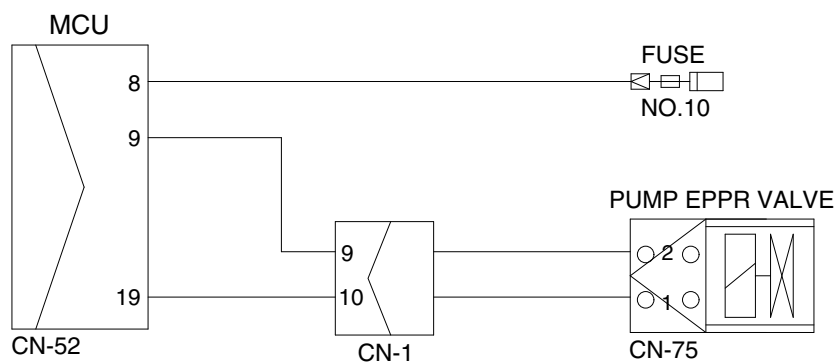 MCU
FUSE
8
NO.10
9
PUMP EPPR VALVE
9
2
19
10
1
CN-52
CN-1
CN-75